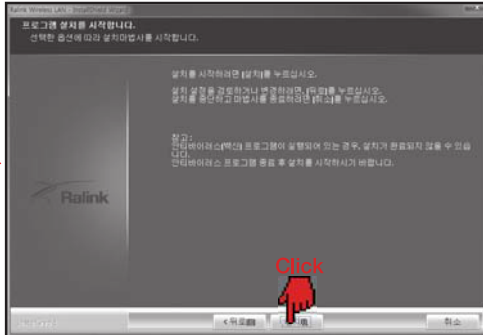 Ralink Wireless LAN - InstallShield Wizard
프로그램 설치를 시작합니다.
선택한 옵션에 따라 설치마법사를 시작합니다.
설치를 시작하려면 [설치]를 누르십시오.
설치 설정을 검토하거나 변경하려면, [뒤로]를 누르십시오.
설치를 중단하고 마법사를 종료하려면 [취소]를 누르십시오.
참고 :
안티바이러스[백신] 프로그램이 실행되어 있는 경우, 설치가 완료되지 않을 수 있습
니다.
안티바이러스 프로그램 종료 후 설치를 시작하시기 바랍니다.
Ralink
Click
InstallShield
< 뒤로
취소